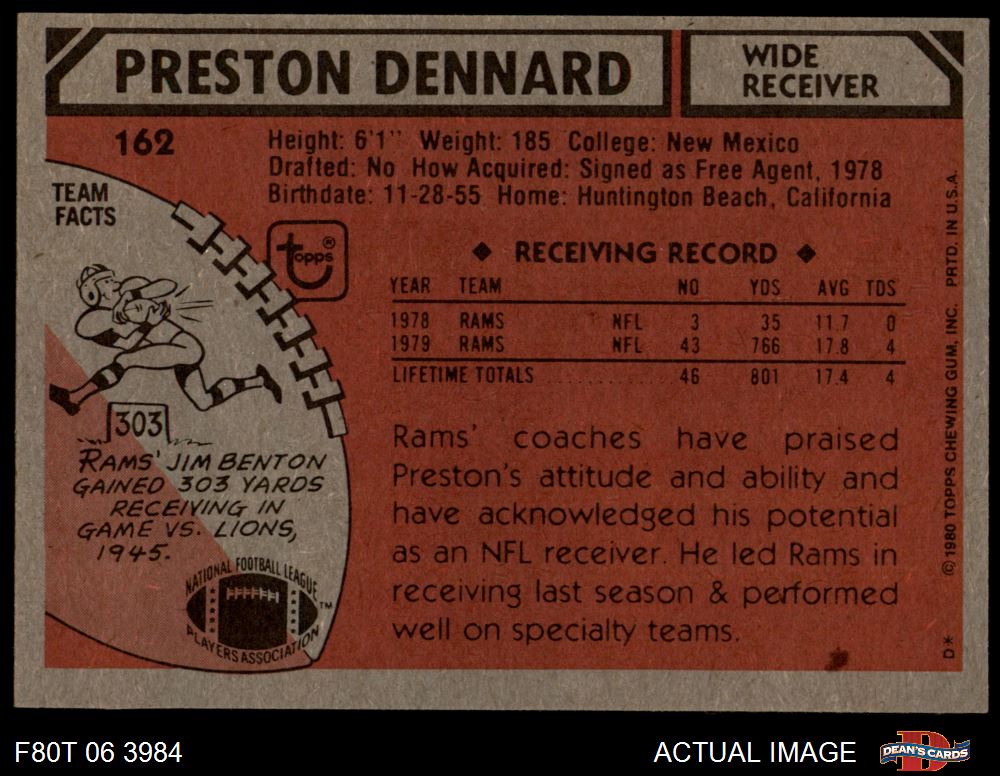 PRESTON DENNARD
WIDE
RECEIVER
162
Height: 6'1" Weight: 185 College: New Mexico
Drafted: No How Acquired: Signed as Free Agent, 1978
Birthdate: 11-28-55 Home: Huntington Beach, California
TEAM
FACTS
topps®
◆ RECEIVING RECORD ◆
YEAR TEAM NO YDS AVG TDS
1978 RAMS NFL 3 35 11.7 0
1979 RAMS NFL 43 766 17.8 4
LIFETIME TOTALS 46 801 17.4 4
303
RAMS' JIM BENTON
GAINED 303 YARDS
RECEIVING IN
GAME VS. LIONS,
1945.
NATIONAL FOOTBALL LEAGUE
PLAYERS ASSOCIATION
TM
Rams' coaches have praised
Preston's attitude and ability and
have acknowledged his potential
as an NFL receiver. He led Rams in
receiving last season & performed
well on specialty teams.
D* ©1980 TOPPS CHEWING GUM, INC. PRTD. IN U.S.A.
F80T 06 3984
ACTUAL IMAGE
D
DEAN'S CARDS